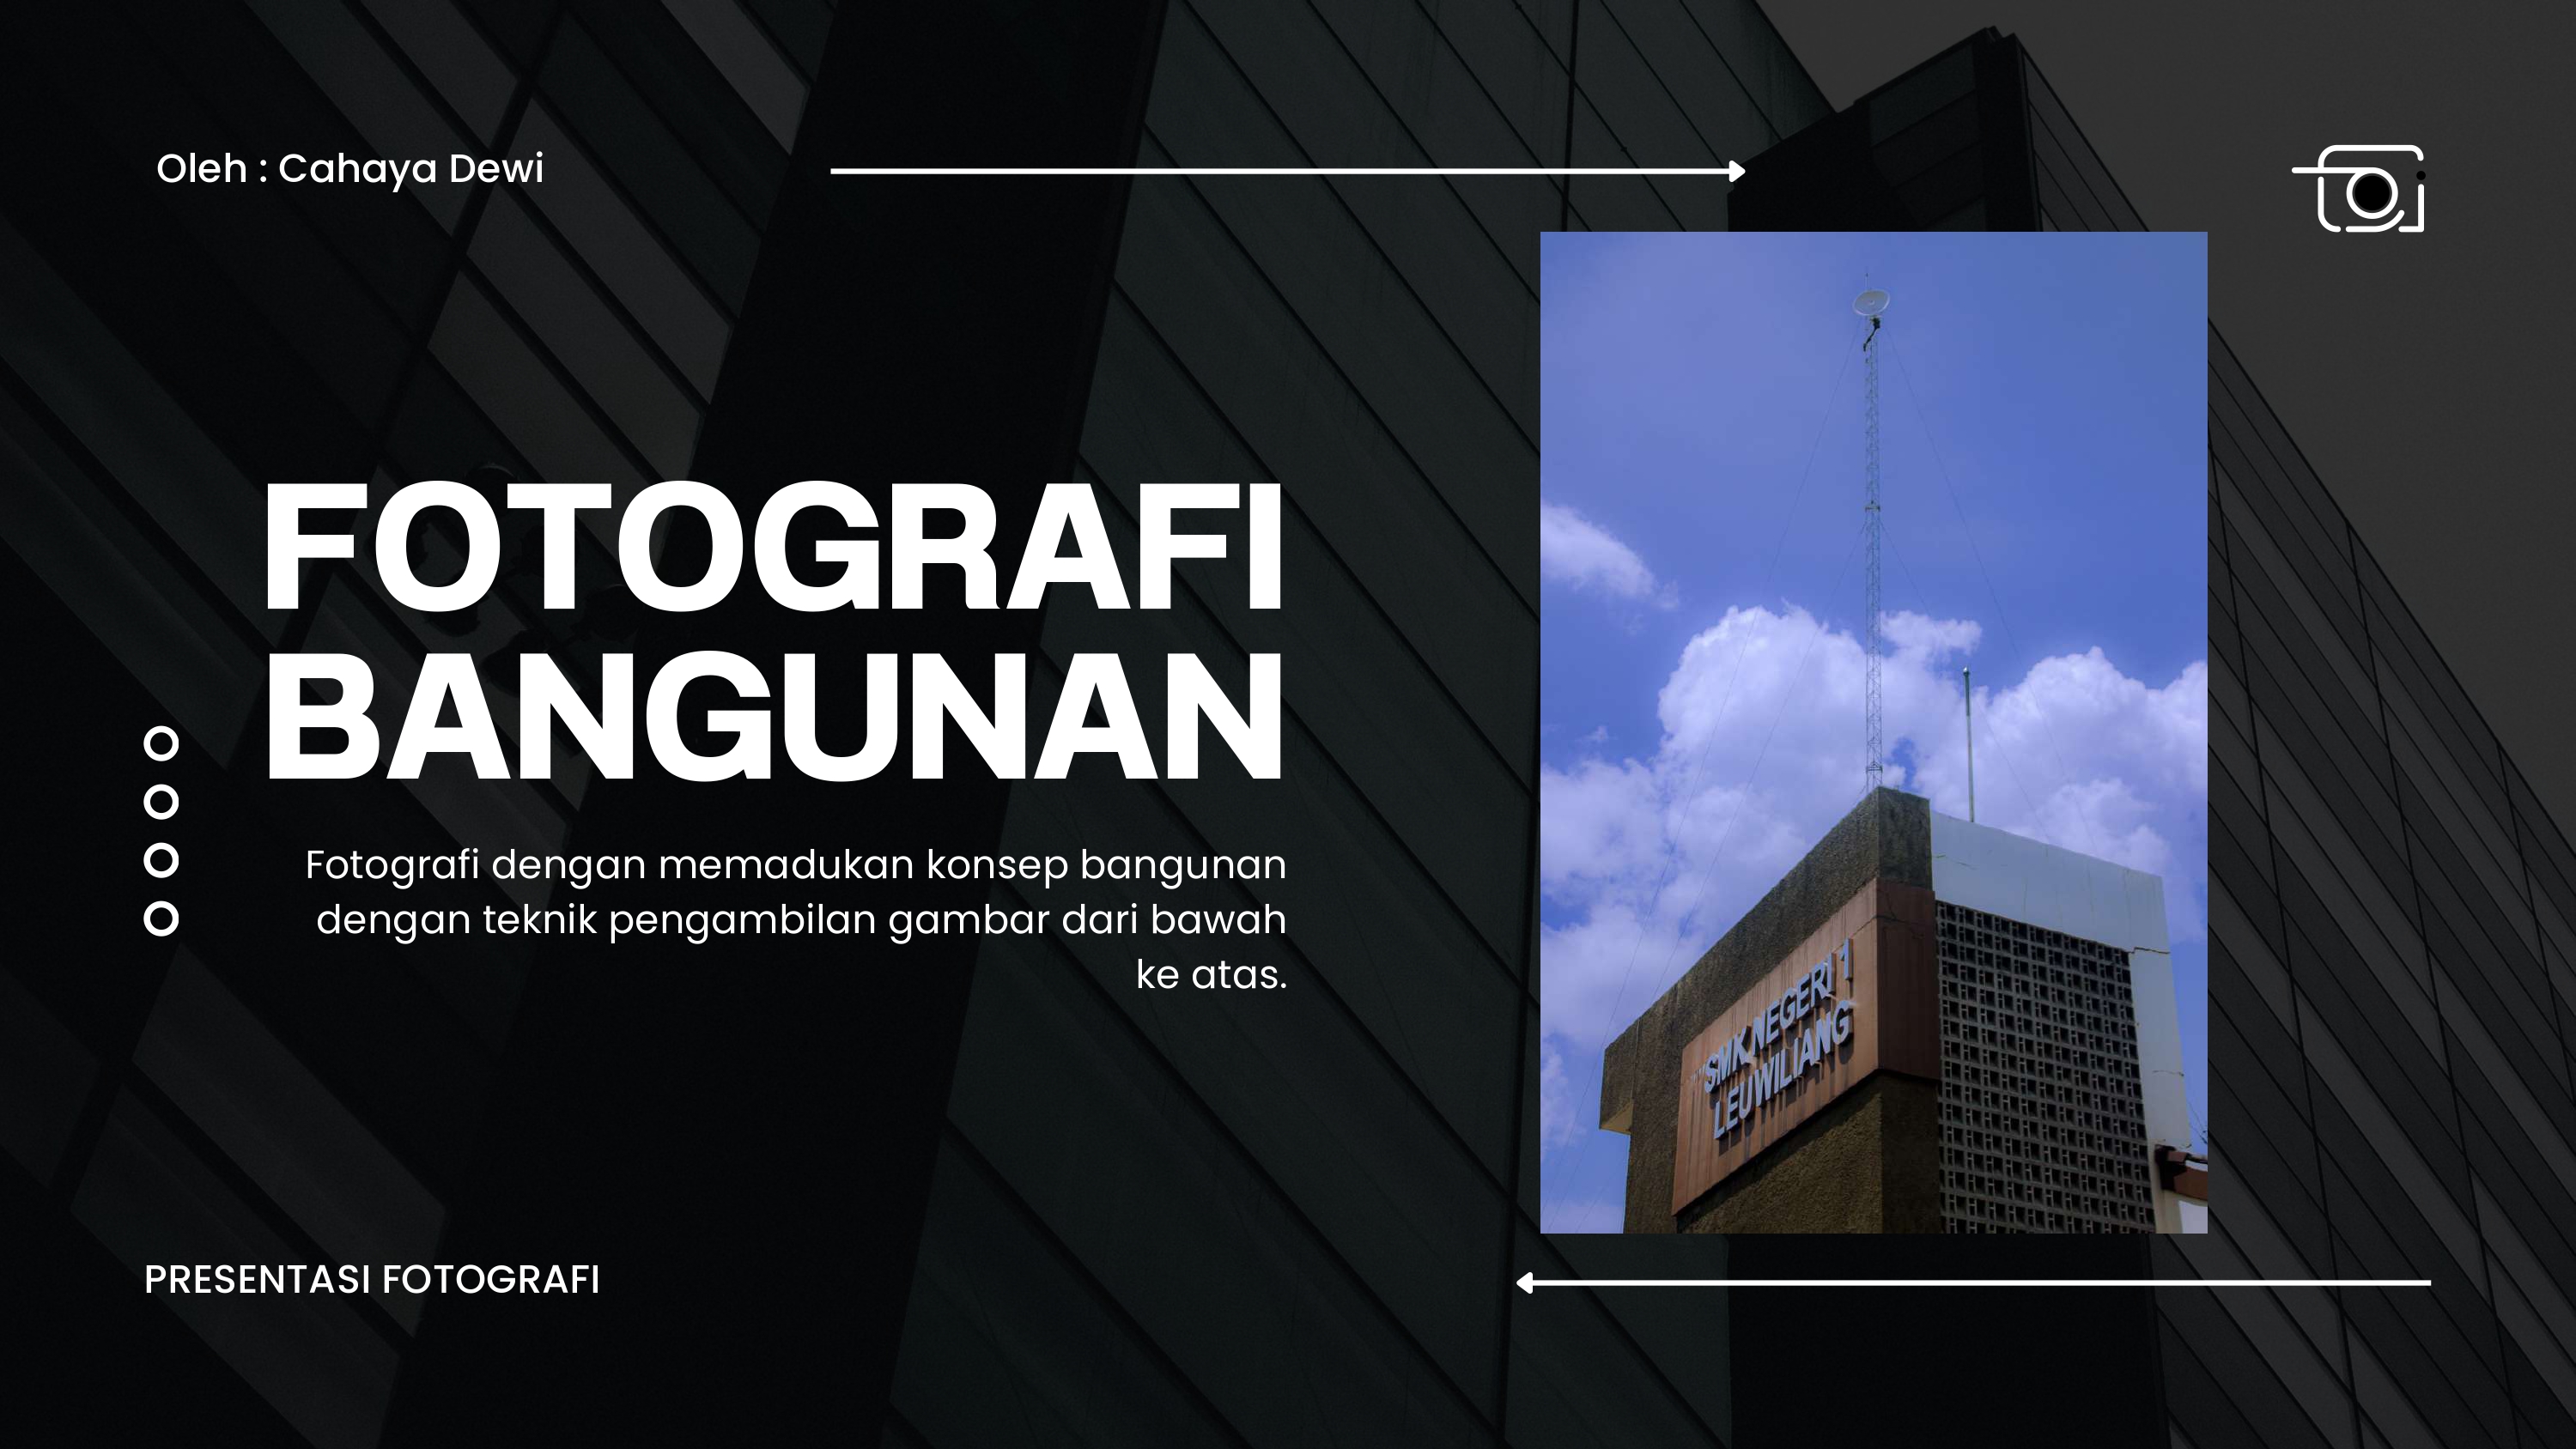 Oleh : Cahaya Dewi
FOTOGRAFI
BANGUNAN
Fotografi dengan memadukan konsep bangunan
dengan teknik pengambilan gambar dari bawah
ke atas.
SMK NEGERI 1
LEUWILIANG
PRESENTASI FOTOGRAFI